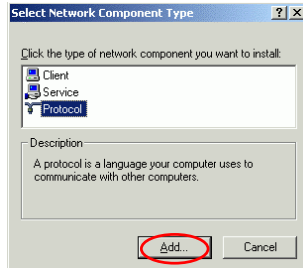 Select Network Component Type
Click the type of network component you want to install:
Client
Service
Protocol
Description
A protocol is a language your computer uses to
communicate with other computers.
Add...
Cancel